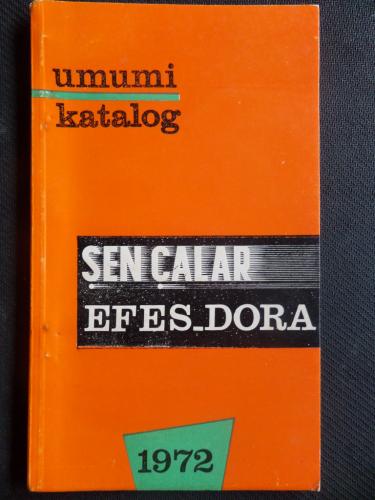 umumi
katalog
ŞEN ÇALAR
EFES_DORA
1972